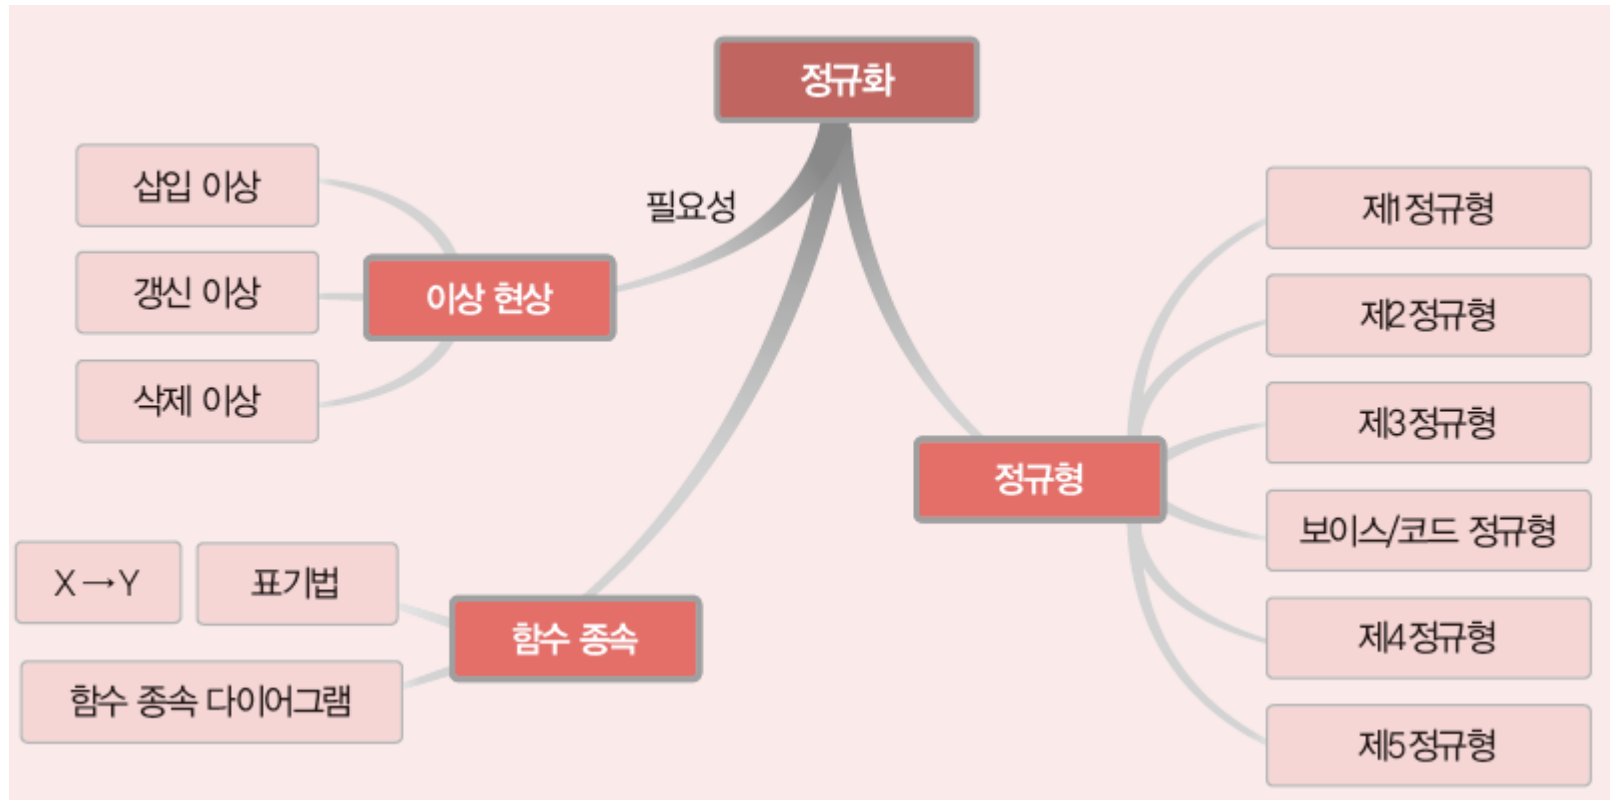 정규화
필요성
삽입 이상
갱신 이상
삭제 이상
이상 현상
X→Y
표기법
함수 종속 다이어그램
함수 종속
정규형
제1정규형
제2정규형
제3정규형
보이스/코드 정규형
제4정규형
제5정규형